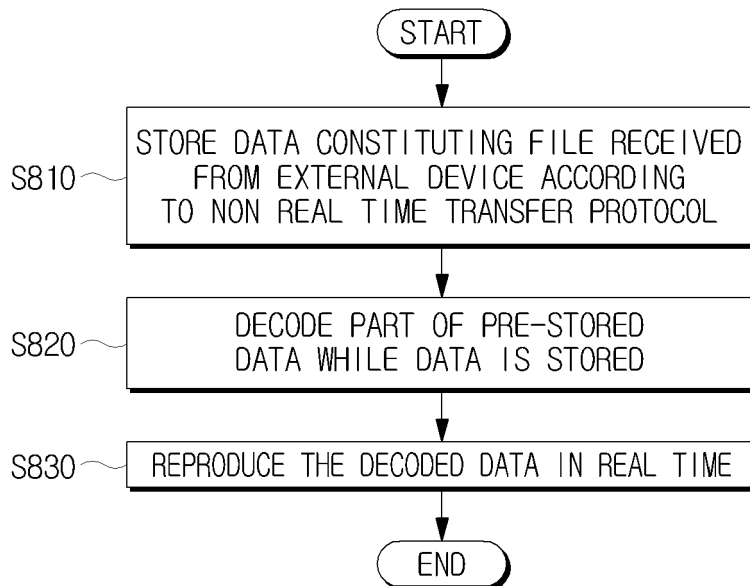 START
STORE DATA CONSTITUTING FILE RECEIVED
S810
FROM EXTERNAL DEVICE ACCORDING
TO NON REAL TIME TRANSFER PROTOCOL
DECODE PART OF PRE-STORED
S820
DATA WHILE DATA IS STORED
S830
REPRODUCE THE DECODED DATA IN REAL TIME
END